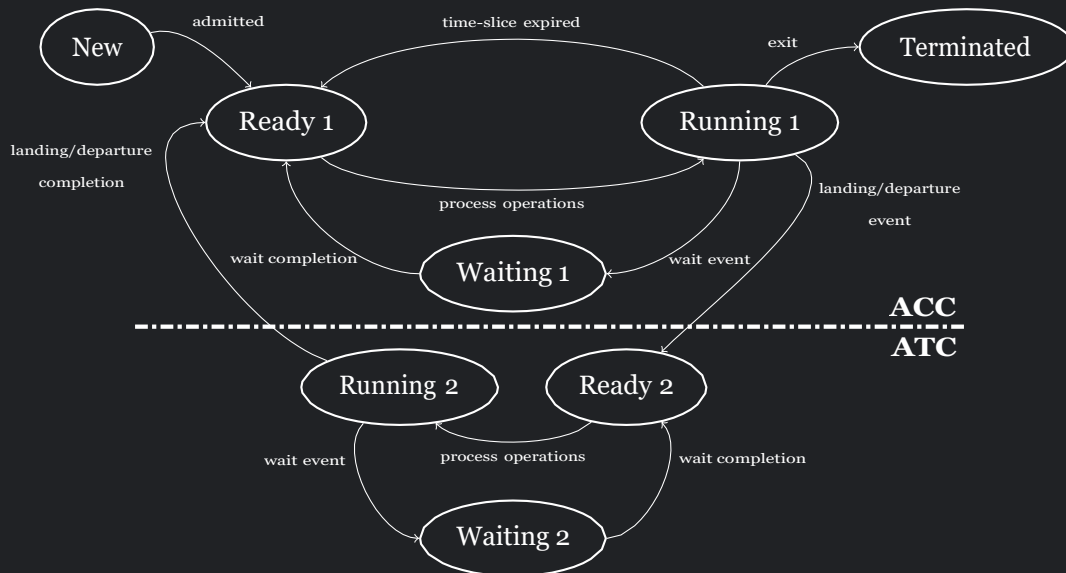 admitted
time-slice expired
New
exit
Terminated
Ready 1
Running 1
landing/departure
completion
process operations
landing/departure
event
wait completion
Waiting 1
wait event
ACC
ATC
Running 2
Ready 2
wait event
process operations
wait completion
Waiting 2